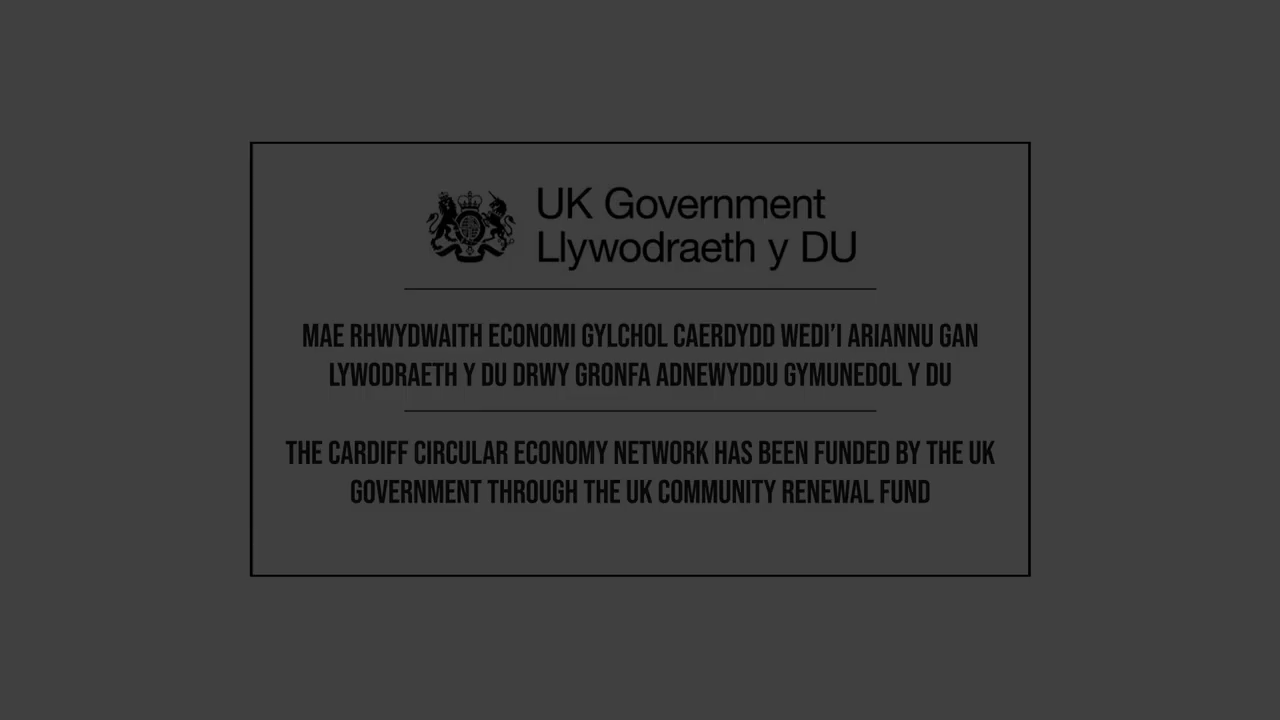 UK Government
Llywodraeth y DU
MAE RHWYDWAITH ECONOMI GYLCHOL CAERDYDD WEDI’I ARIANNU GAN
LYWODRAETH Y DU DRWY GRONFA ADNEWYDDU GYMUNEDOL Y DU
THE CARDIFF CIRCULAR ECONOMY NETWORK HAS BEEN FUNDED BY THE UK
GOVERNMENT THROUGH THE UK COMMUNITY RENEWAL FUND